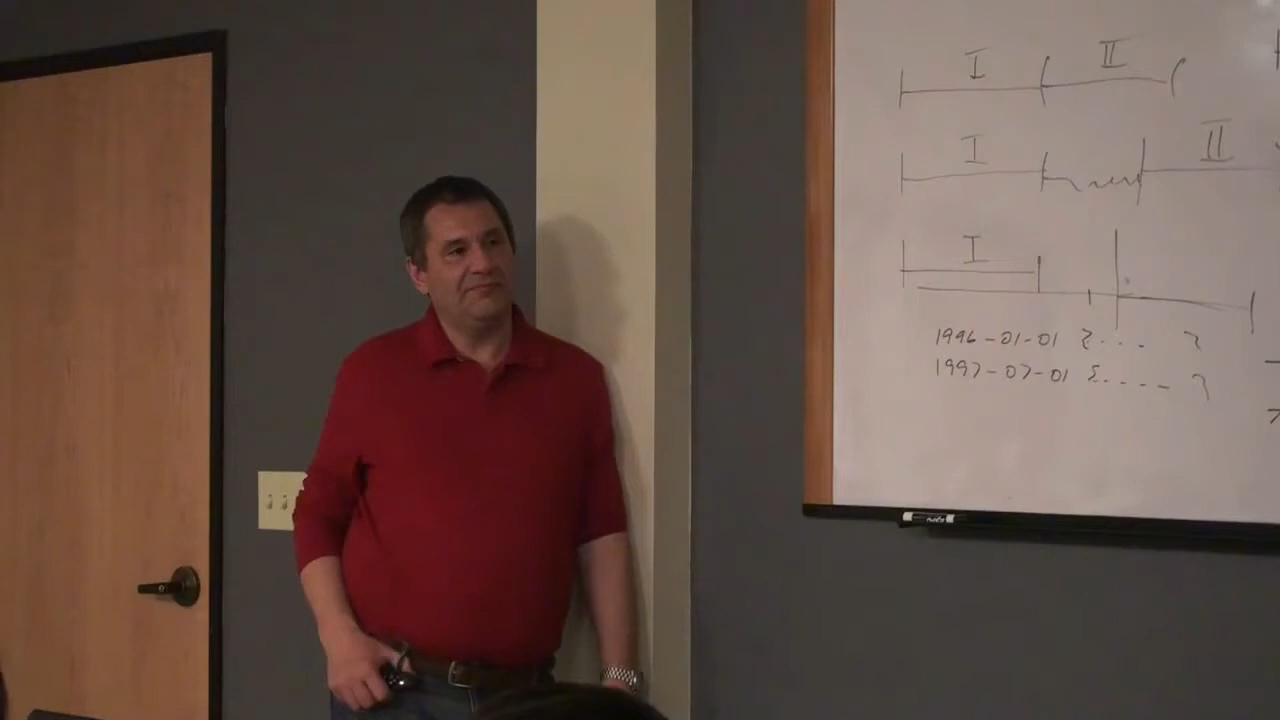 I II
I II
I
1996-01-01 {... }
1997-07-01 {..... }